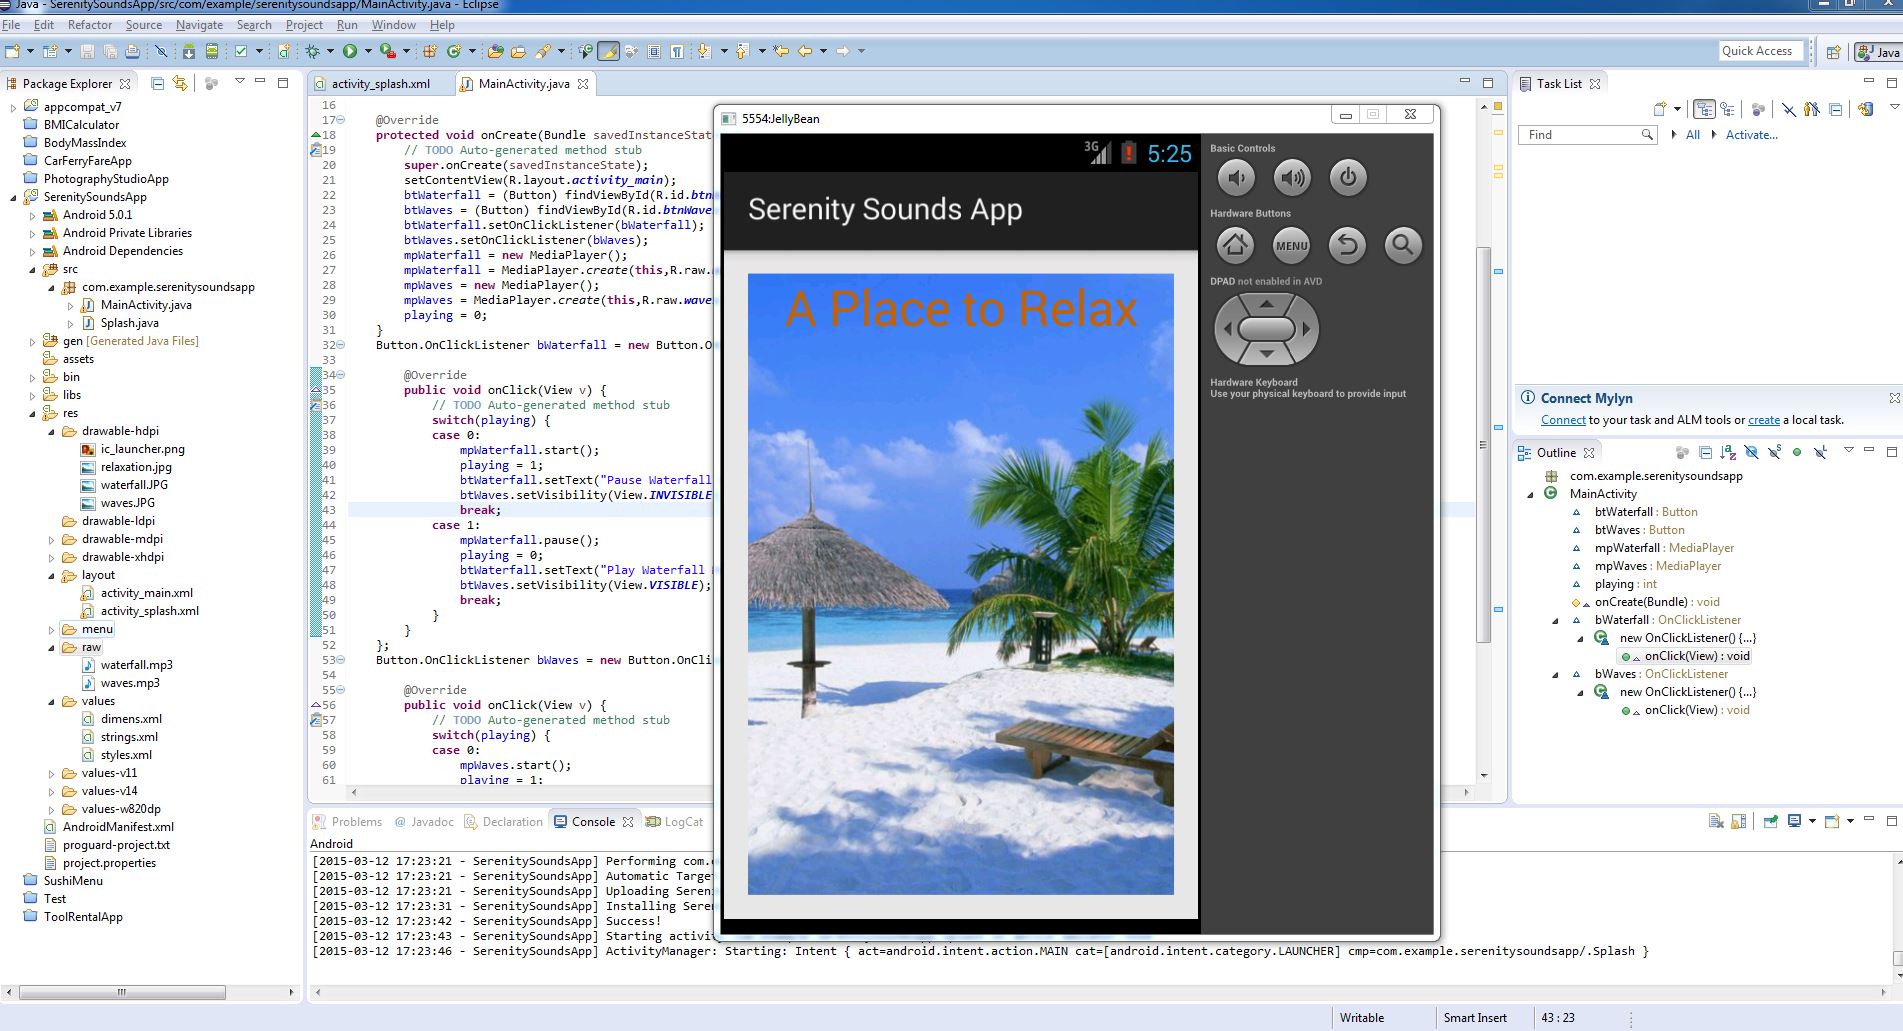 Java - SerenitySoundsApp/src/com/example/serenitysoundsapp/MainActivity.java - Eclipse
File Edit Refactor Source Navigate Search Project Run Window Help
Quick Access
Java
Package Explorer
appcompat_v7
BMICalculator
BodyMassIndex
CarFerryFareApp
PhotographyStudioApp
SerenitySoundsApp
Android 5.0.1
Android Private Libraries
Android Dependencies
src
com.example.serenitysoundsapp
MainActivity.java
Splash.java
gen [Generated Java Files]
assets
bin
libs
res
drawable-hdpi
ic_launcher.png
relaxation.jpg
waterfall.JPG
waves.JPG
drawable-ldpi
drawable-mdpi
drawable-xhdpi
layout
activity_main.xml
activity_splash.xml
menu
raw
waterfall.mp3
waves.mp3
values
dimens.xml
strings.xml
styles.xml
values-v11
values-v14
values-w820dp
AndroidManifest.xml
proguard-project.txt
project.properties
SushiMenu
Test
ToolRentalApp
activity_splash.xml
MainActivity.java
16
17 @Override
18 protected void onCreate(Bundle savedInstanceStat
19 // TODO Auto-generated method stub
20 super.onCreate(savedInstanceState);
21 setContentView(R.layout.activity_main);
22 btWaterfall = (Button) findViewById(R.id.btn
23 btWaves = (Button) findViewById(R.id.btnWave
24 btWaterfall.setOnClickListener(bWaterfall);
25 btWaves.setOnClickListener(bWaves);
26 mpWaterfall = new MediaPlayer();
27 mpWaterfall = MediaPlayer.create(this,R.raw.
28 mpWaves = new MediaPlayer();
29 mpWaves = MediaPlayer.create(this,R.raw.wave
30 playing = 0;
31 }
32 Button.OnClickListener bWaterfall = new Button.O
33
34 @Override
35 public void onClick(View v) {
36 // TODO Auto-generated method stub
37 switch(playing) {
38 case 0:
39 mpWaterfall.start();
40 playing = 1;
41 btWaterfall.setText("Pause Waterfall
42 btWaves.setVisibility(View.INVISIBLE
43 break;
44 case 1:
45 mpWaterfall.pause();
46 playing = 0;
47 btWaterfall.setText("Play Waterfall
48 btWaves.setVisibility(View.VISIBLE);
49 break;
50 }
51 }
52 };
53 Button.OnClickListener bWaves = new Button.OnCli
54
55 @Override
56 public void onClick(View v) {
57 // TODO Auto-generated method stub
58 switch(playing) {
59 case 0:
60 mpWaves.start();
61 playing = 1;
5554:JellyBean
3G 5:25
Serenity Sounds App
A Place to Relax
Basic Controls
Hardware Buttons
MENU
DPAD not enabled in AVD
Hardware Keyboard
Use your physical keyboard to provide input
Task List
Find
All
Activate...
Connect Mylyn
Connect to your task and ALM tools or create a local task.
Outline
com.example.serenitysoundsapp
MainActivity
btWaterfall : Button
btWaves : Button
mpWaterfall : MediaPlayer
mpWaves : MediaPlayer
playing : int
onCreate(Bundle) : void
bWaterfall : OnClickListener
new OnClickListener() {...}
onClick(View) : void
bWaves : OnClickListener
new OnClickListener() {...}
onClick(View) : void
Problems @ Javadoc Declaration Console LogCat
Android
[2015-03-12 17:23:21 - SerenitySoundsApp] Performing com.
[2015-03-12 17:23:21 - SerenitySoundsApp] Automatic Targe
[2015-03-12 17:23:21 - SerenitySoundsApp] Uploading Seren
[2015-03-12 17:23:31 - SerenitySoundsApp] Installing Seren
[2015-03-12 17:23:42 - SerenitySoundsApp] Success!
[2015-03-12 17:23:43 - SerenitySoundsApp] Starting activity
[2015-03-12 17:23:46 - SerenitySoundsApp] ActivityManager: Starting: Intent { act=android.intent.action.MAIN cat=[android.intent.category.LAUNCHER] cmp=com.example.serenitysoundsapp/.Splash }
Writable
Smart Insert
43 : 23